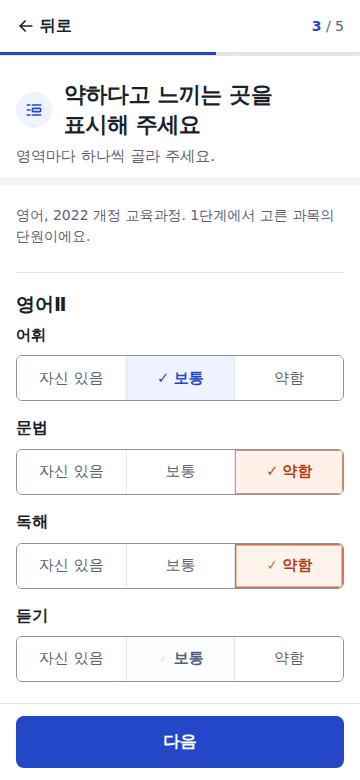 ← 뒤로
3 / 5
약하다고 느끼는 곳을
표시해 주세요
영역마다 하나씩 골라 주세요.
영어, 2022 개정 교육과정. 1단계에서 고른 과목의
단원이에요.
영어Ⅱ
어휘
자신 있음 ✓ 보통 약함
문법
자신 있음 보통 ✓ 약함
독해
자신 있음 보통 ✓ 약함
듣기
자신 있음 ✓ 보통 약함
다음